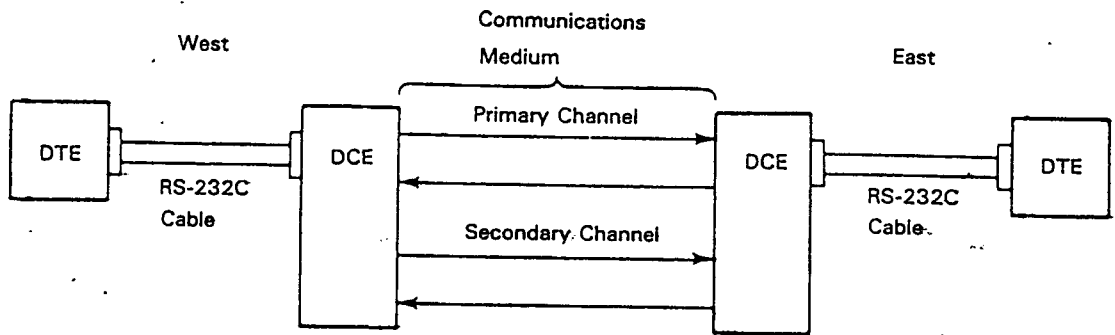 Communications
West
Medium
East
Primary Channel
DTE
DCE
DCE
DTE
RS-232C
Cable
RS-232C
Cable
Secondary Channel